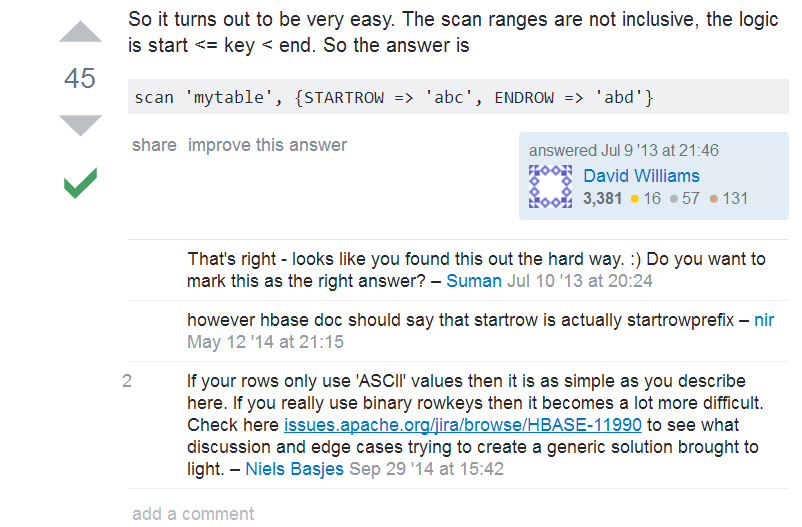 So it turns out to be very easy. The scan ranges are not inclusive, the logic
is start <= key < end. So the answer is
45
scan 'mytable', {STARTROW => 'abc', ENDROW => 'abd'}
share improve this answer
answered Jul 9 '13 at 21:46
David Williams
3,381 16 57 131
That's right - looks like you found this out the hard way. :) Do you want to
mark this as the right answer? – Suman Jul 10 '13 at 20:24
however hbase doc should say that startrow is actually startrowprefix – nir
May 12 '14 at 21:15
2 If your rows only use 'ASCII' values then it is as simple as you describe
here. If you really use binary rowkeys then it becomes a lot more difficult.
Check here issues.apache.org/jira/browse/HBASE-11990 to see what
discussion and edge cases trying to create a generic solution brought to
light. – Niels Basjes Sep 29 '14 at 15:42
add a comment